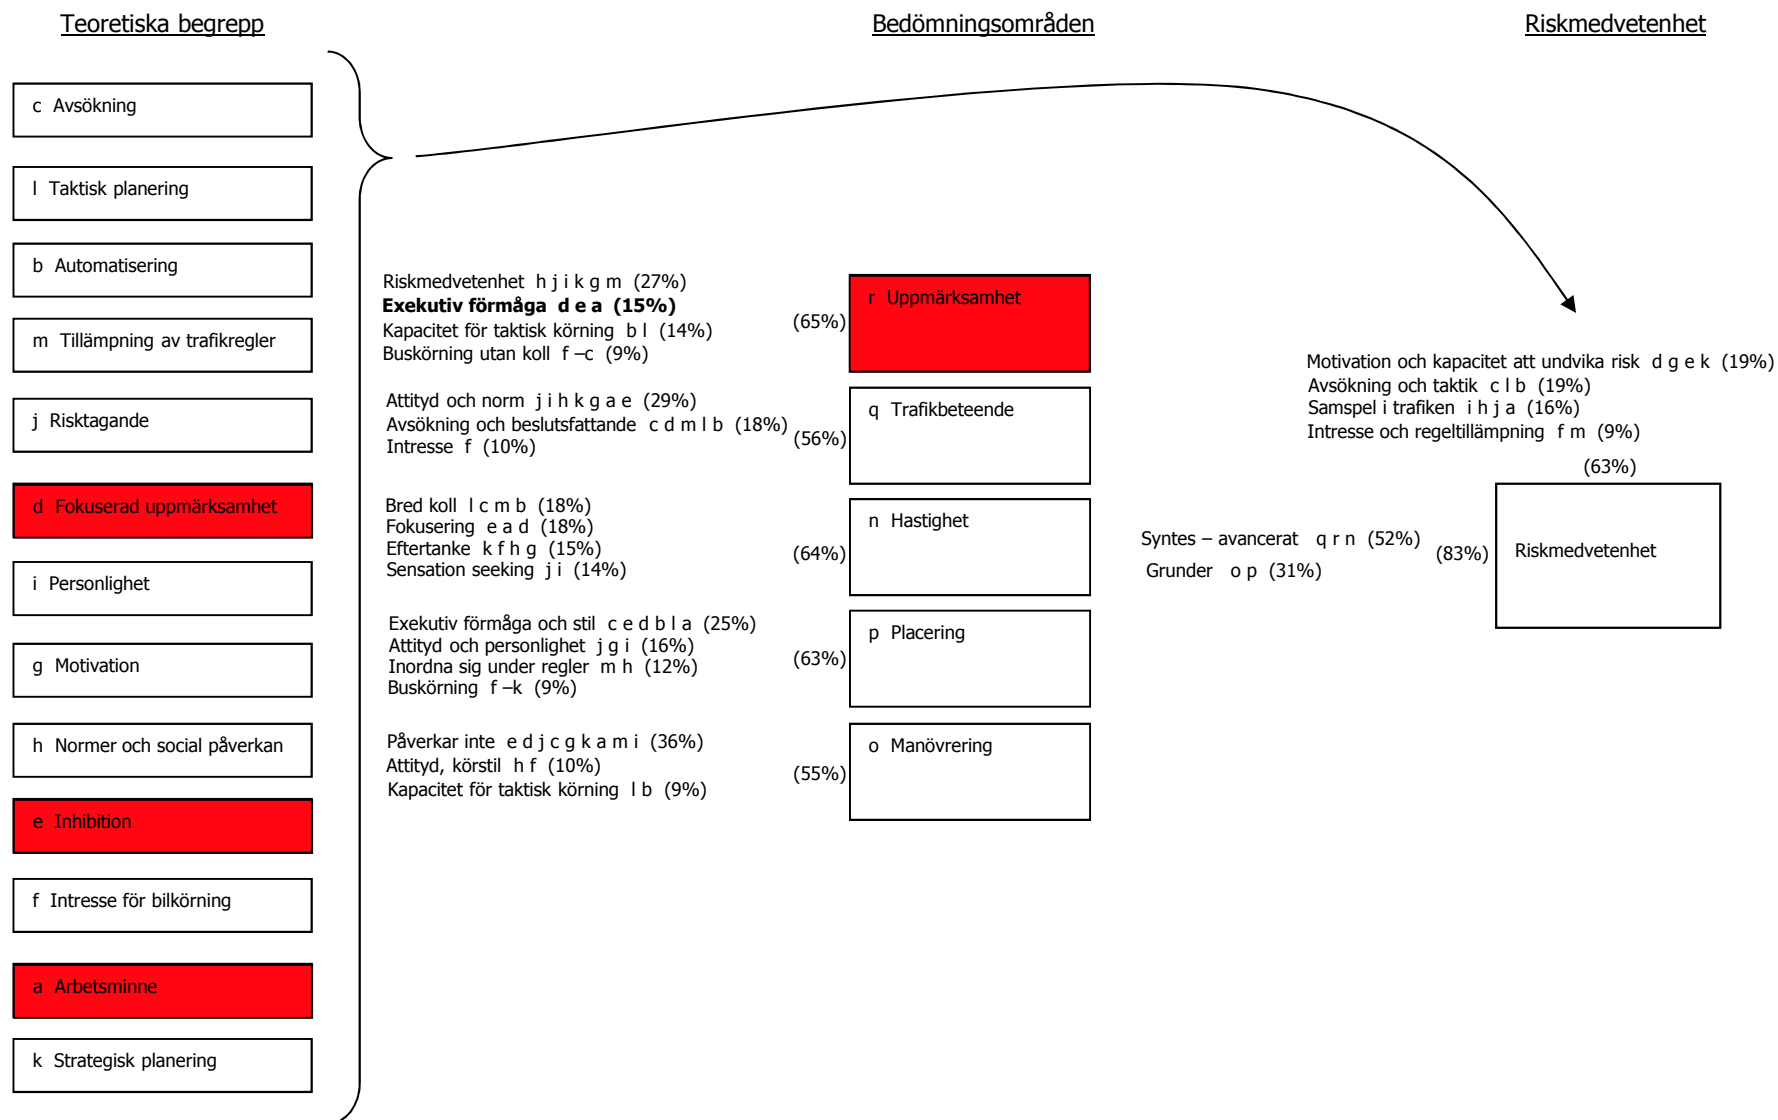 Teoretiska begrepp
c Avsökning
l Taktisk planering
b Automatisering
m Tillämpning av trafikregler
j Risktagande
d Fokuserad uppmärksamhet
i Personlighet
g Motivation
h Normer och social påverkan
e Inhibition
f Intresse för bilkörning
a Arbetsminne
k Strategisk planering
Bedömningsområden
Riskmedvetenhet h j i k g m (27%)
Exekutiv förmåga d e a (15%)
Kapacitet för taktisk körning b l (14%)
Buskörning utan koll f –c (9%)
(65%)
r Uppmärksamhet
Attityd och norm j i h k g a e (29%)
Avsökning och beslutsfattande c d m l b (18%)
Intresse f (10%)
(56%)
q Trafikbeteende
Bred koll l c m b (18%)
Fokusering e a d (18%)
Eftertanke k f h g (15%)
Sensation seeking j i (14%)
(64%)
n Hastighet
Exekutiv förmåga och stil c e d b l a (25%)
Attityd och personlighet j g i (16%)
Inordna sig under regler m h (12%)
Buskörning f –k (9%)
(63%)
p Placering
Påverkar inte e d j c g k a m i (36%)
Attityd, körstil h f (10%)
Kapacitet för taktisk körning l b (9%)
(55%)
o Manövrering
Riskmedvetenhet
Motivation och kapacitet att undvika risk d g e k (19%)
Avsökning och taktik c l b (19%)
Samspel i trafiken i h j a (16%)
Intresse och regeltillämpning f m (9%)
(63%)
Syntes – avancerat q r n (52%)
Grunder o p (31%)
(83%)
Riskmedvetenhet